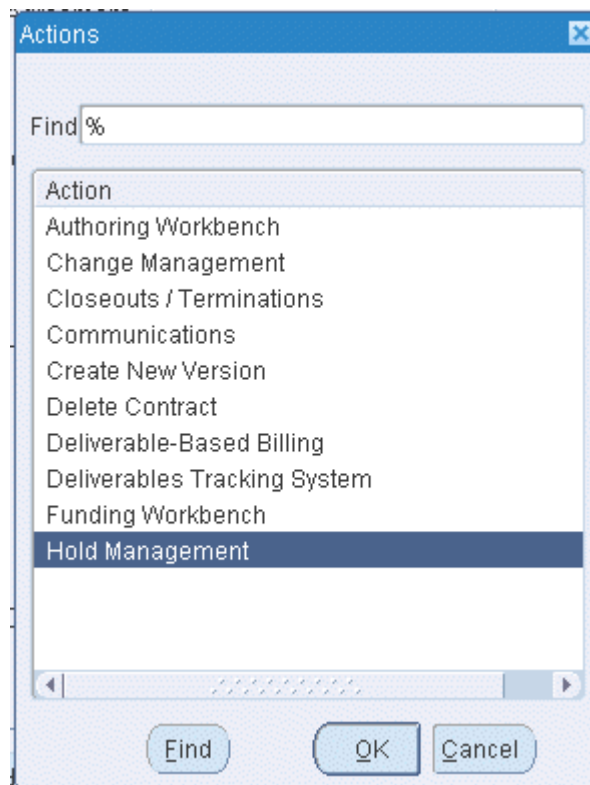 Actions
Find %
Action
Authoring Workbench
Change Management
Closeouts / Terminations
Communications
Create New Version
Delete Contract
Deliverable-Based Billing
Deliverables Tracking System
Funding Workbench
Hold Management
Find OK Cancel